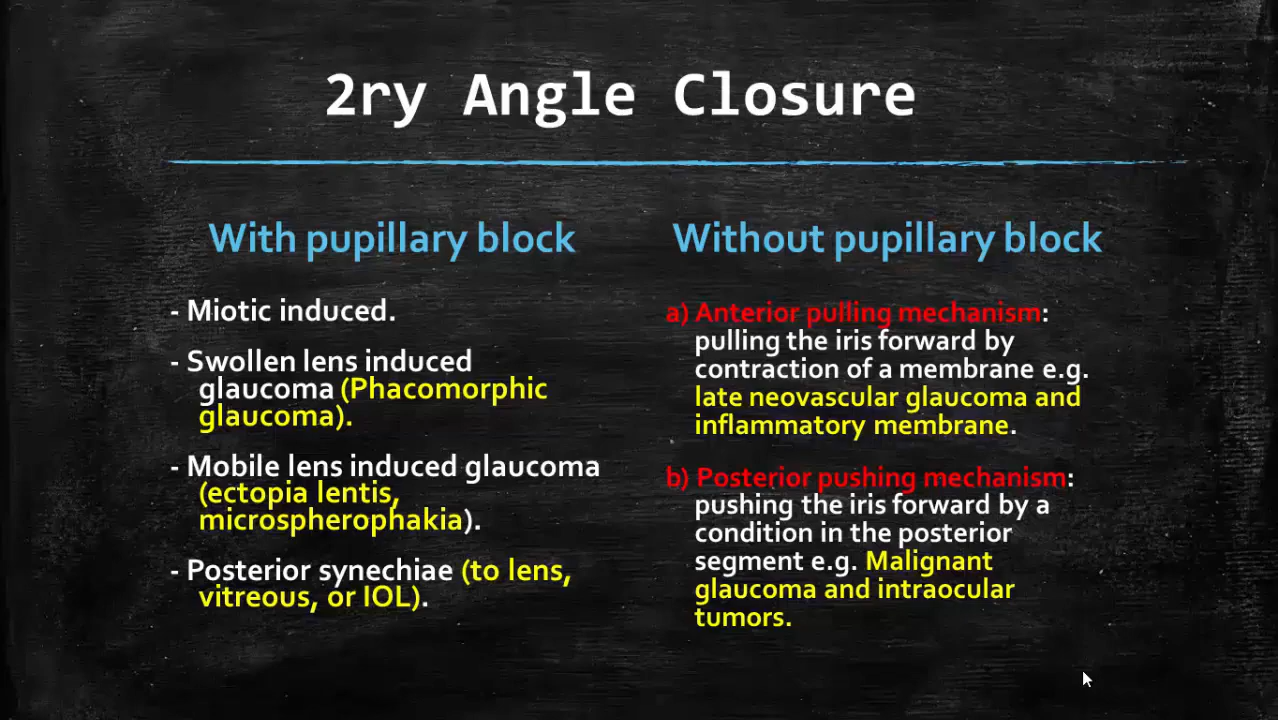 2ry Angle Closure
With pupillary block
- Miotic induced.
- Swollen lens induced
glaucoma (Phacomorphic
glaucoma).
- Mobile lens induced glaucoma
(ectopia lentis,
microspherophakia).
- Posterior synechiae (to lens,
vitreous, or IOL).
Without pupillary block
a) Anterior pulling mechanism:
pulling the iris forward by
contraction of a membrane e.g.
late neovascular glaucoma and
inflammatory membrane.
b) Posterior pushing mechanism:
pushing the iris forward by a
condition in the posterior
segment e.g. Malignant
glaucoma and intraocular
tumors.